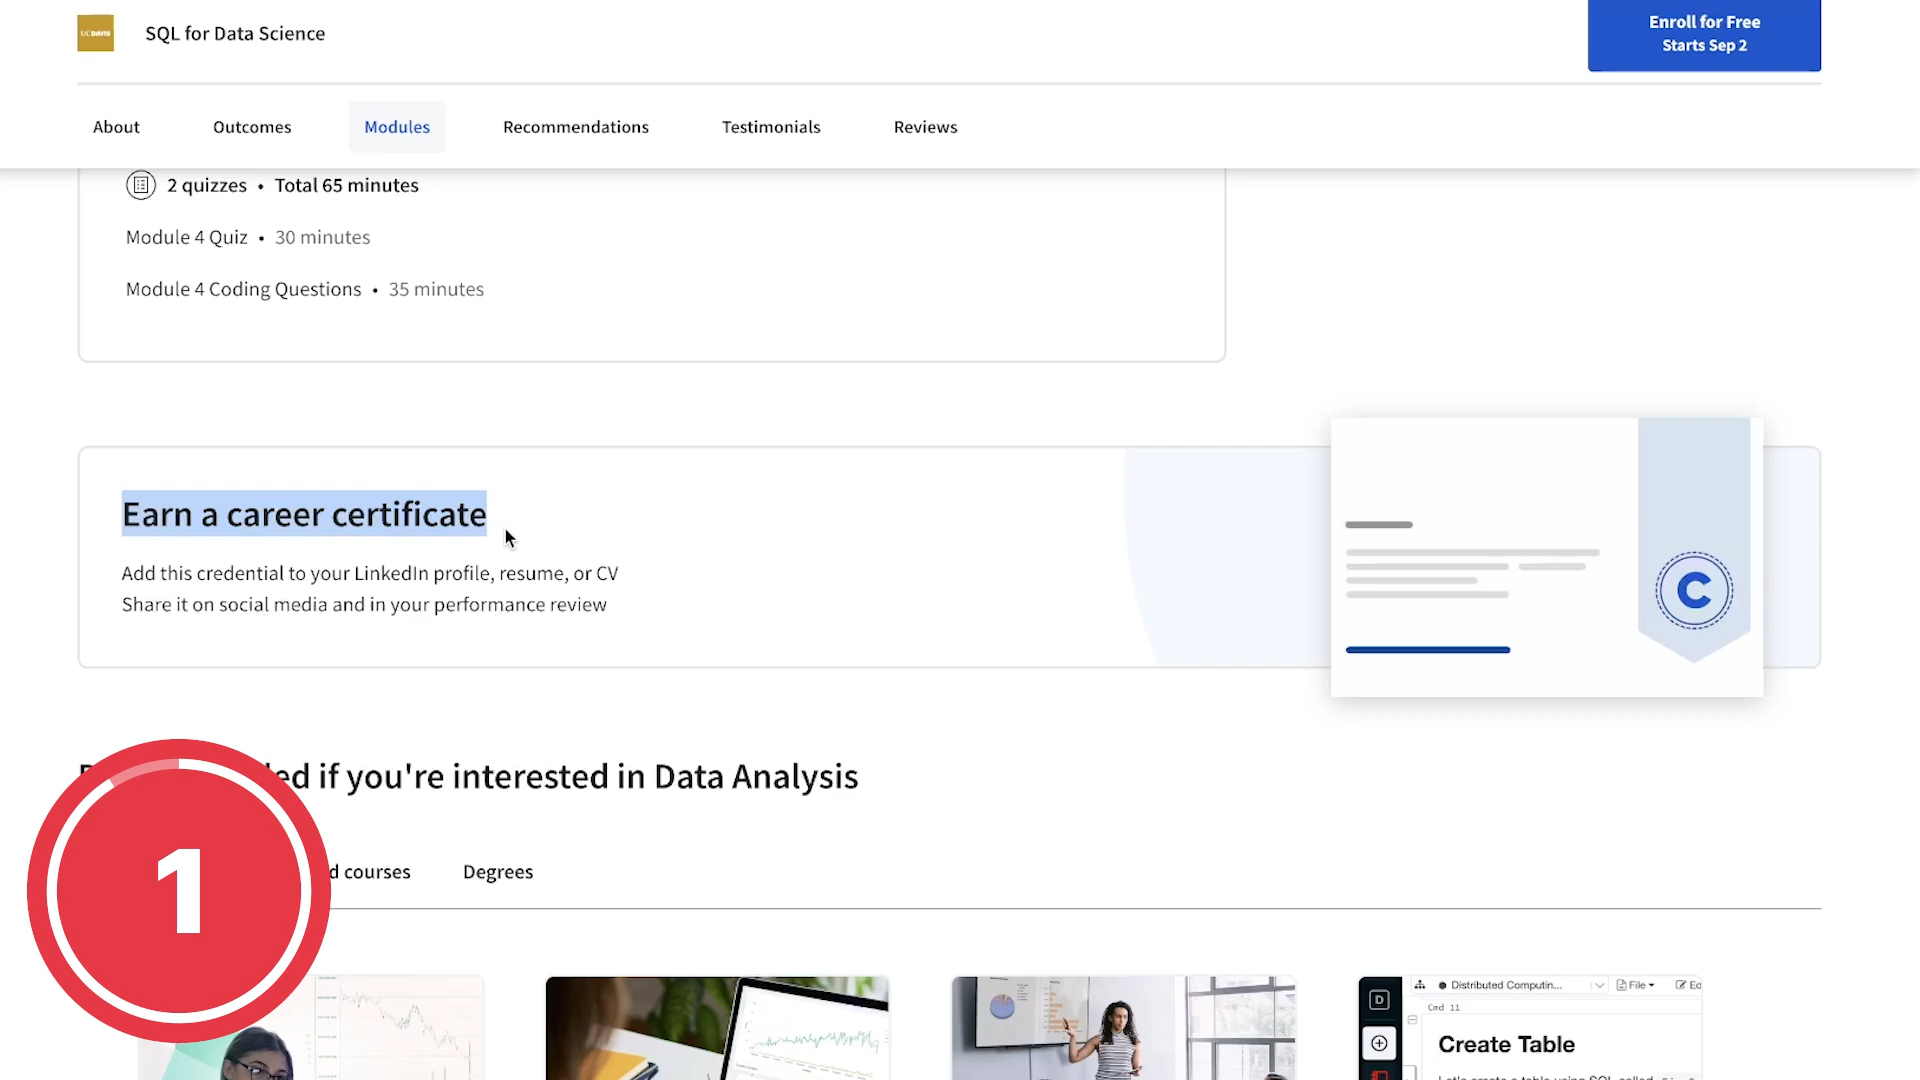 UCDAVIS
SQL for Data Science
Enroll for Free
Starts Sep 2
About
Outcomes
Modules
Recommendations
Testimonials
Reviews
2 quizzes • Total 65 minutes
Module 4 Quiz • 30 minutes
Module 4 Coding Questions • 35 minutes
Earn a career certificate
Add this credential to your LinkedIn profile, resume, or CV
Share it on social media and in your performance review
C
if you're interested in Data Analysis
courses
Degrees
1
D
Distributed Computin...
File
Cmd 11
Create Table